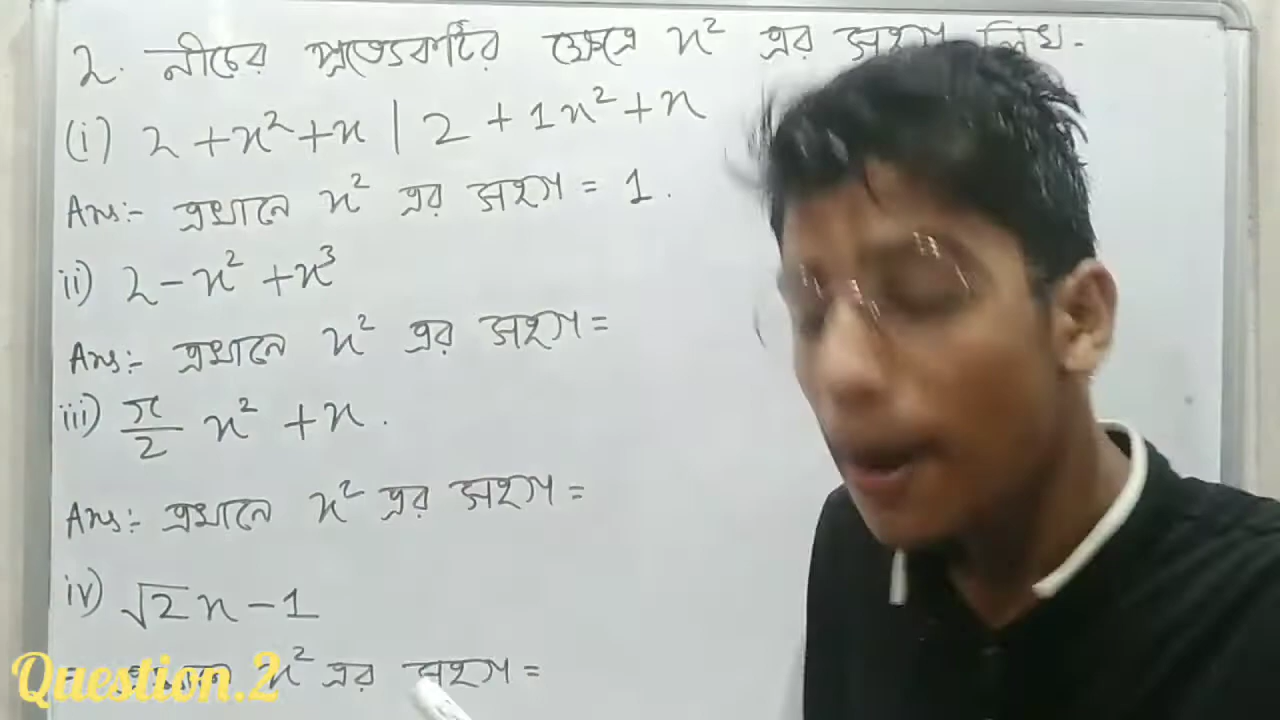 2. নীচের প্রত্যেকটির ক্ষেত্রে x² এর সহগ লিখ.
(i) 2 + x² + x | 2 + 1x² + x
Ans:- এখানে x² এর সহগ = 1.
ii) 2 - x² + x³
Ans:- এখানে x² এর সহগ =
iii) π/2 x² + x.
Ans:- এখানে x² এর সহগ =
iv) √2x - 1
x² এর সহগ =
Question.2